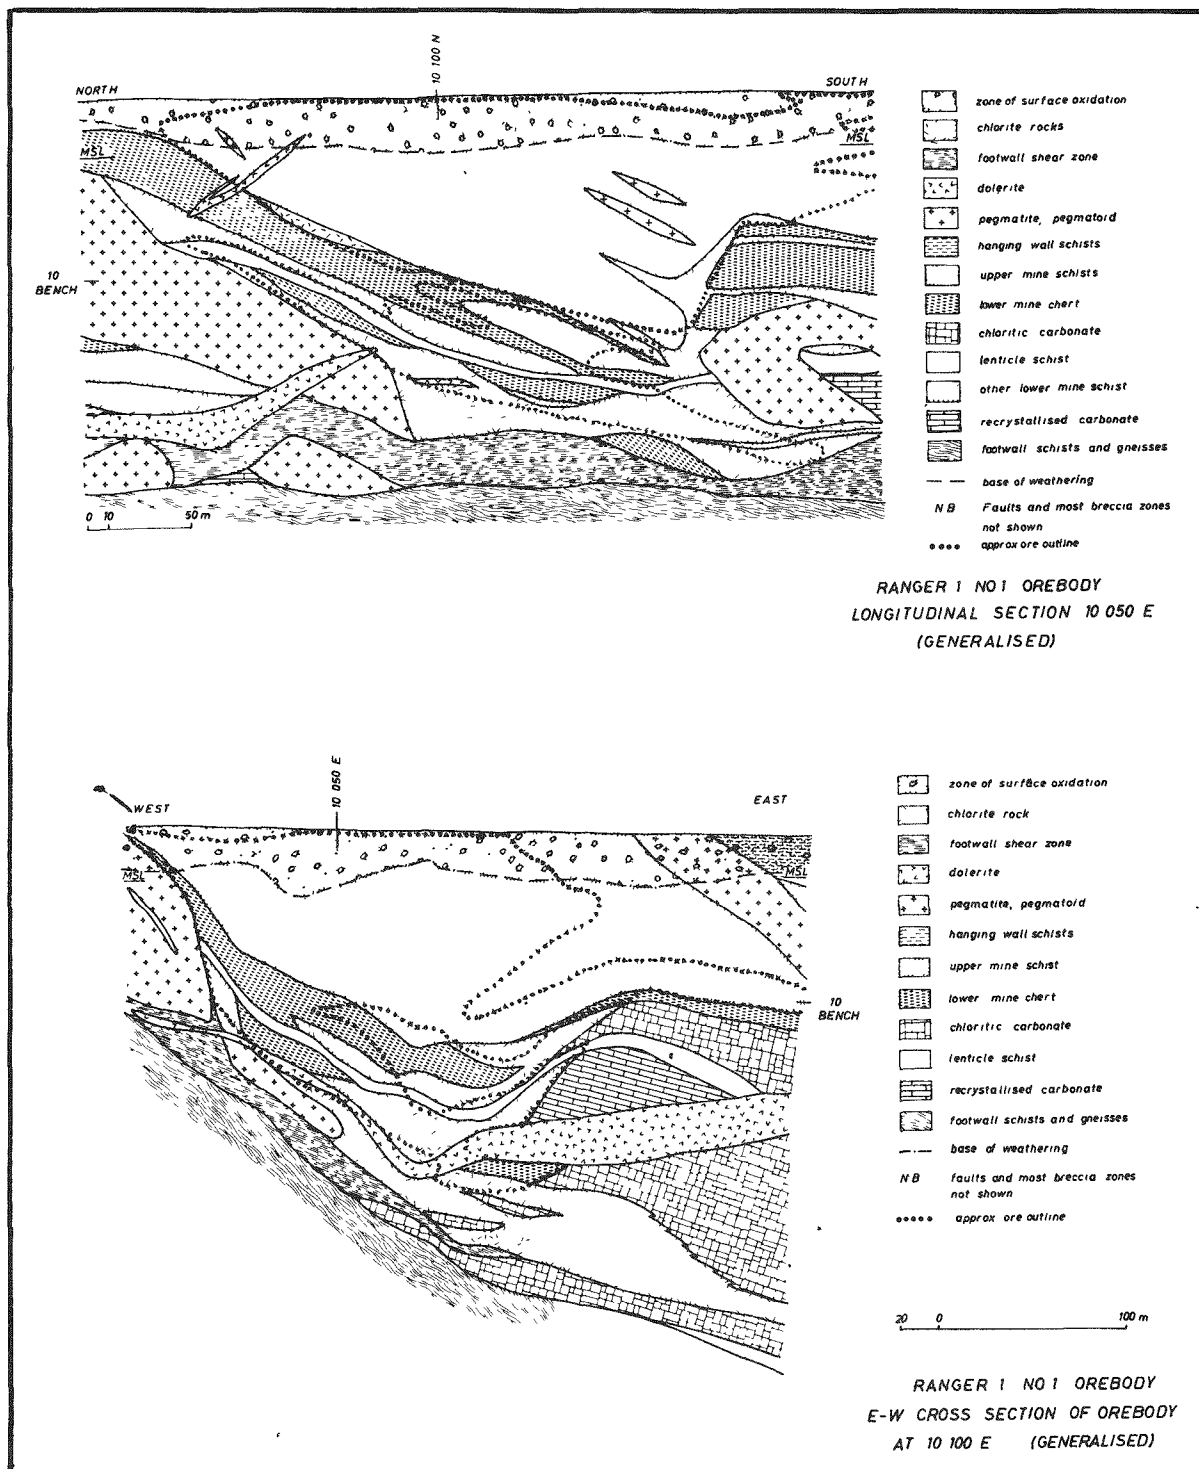 10 100 N
NORTH
SOUTH
MSL
MSL
10
BENCH
0 10 50 m
zone of surface oxidation
chlorite rocks
footwall shear zone
dolerite
pegmatite, pegmatoid
hanging wall schists
upper mine schists
lower mine chert
chloritic carbonate
lenticle schist
other lower mine schist
recrystallised carbonate
footwall schists and gneisses
base of weathering
NB Faults and most breccia zones
not shown
approx ore outline
RANGER 1 NO 1 OREBODY
LONGITUDINAL SECTION 10 050 E
(GENERALISED)
10 050 E
WEST
EAST
MSL
MSL
10
BENCH
zone of surface oxidation
chlorite rock
footwall shear zone
dolerite
pegmatite, pegmatoid
hanging wall schists
upper mine schist
lower mine chert
chloritic carbonate
lenticle schist
recrystallised carbonate
footwall schists and gneisses
base of weathering
NB faults and most breccia zones
not shown
approx ore outline
20 0 100 m
RANGER 1 NO 1 OREBODY
E-W CROSS SECTION OF OREBODY
AT 10 100 E (GENERALISED)